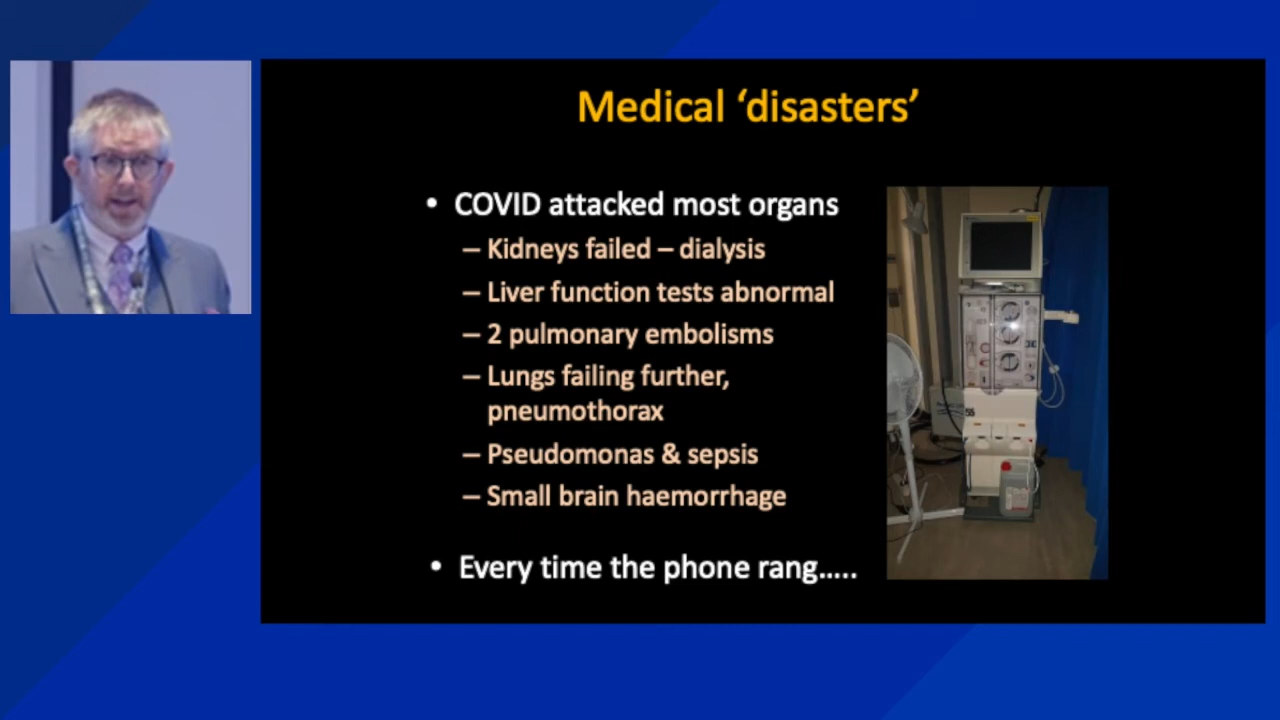 Medical ‘disasters’
• COVID attacked most organs
– Kidneys failed – dialysis
– Liver function tests abnormal
– 2 pulmonary embolisms
– Lungs failing further,
pneumothorax
– Pseudomonas & sepsis
– Small brain haemorrhage
• Every time the phone rang…..
55